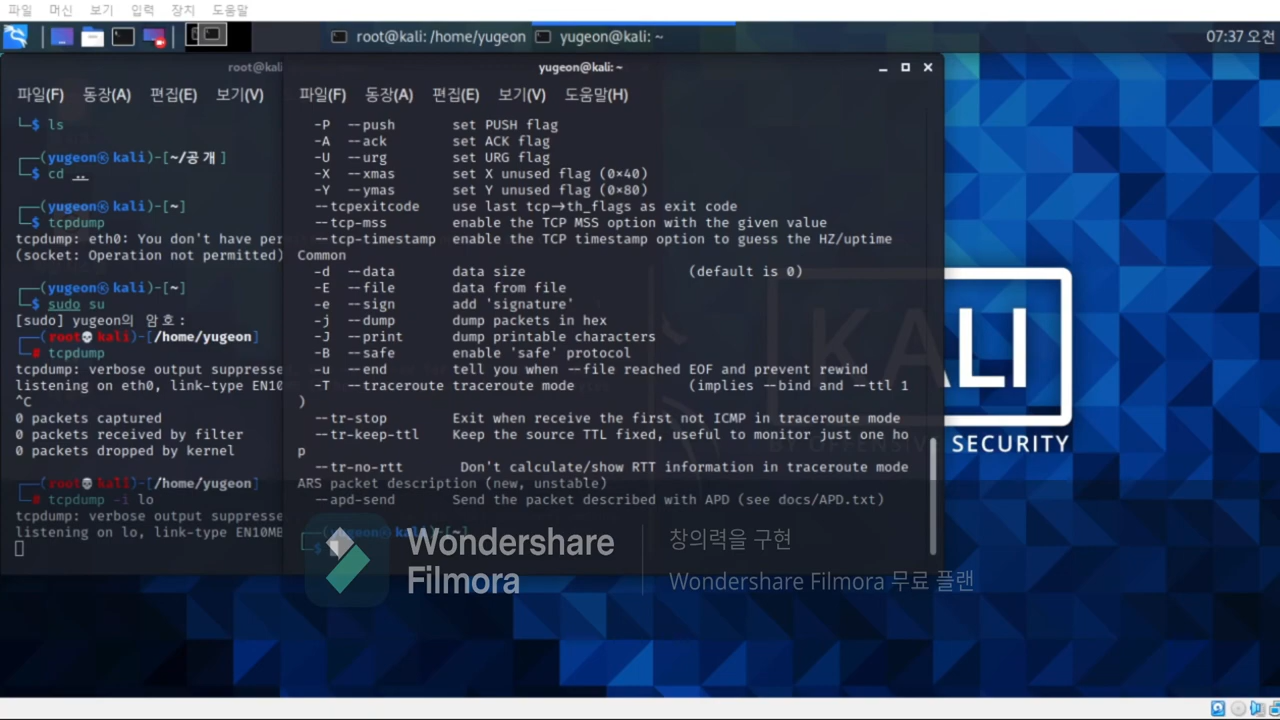 파일 머신 보기 입력 장치 도움말
root@kali: /home/yugeon
yugeon@kali: ~
07:37 오전
root@kali
파일(F) 동장(A) 편집(E) 보기(V)
└─$ ls
┌──(yugeon㉿kali)-[~/공개]
└─$ cd ..
┌──(yugeon㉿kali)-[~]
└─$ tcpdump
tcpdump: eth0: You don't have per
(socket: Operation not permitted)
┌──(yugeon㉿kali)-[~]
└─$ sudo su
[sudo] yugeon의 암호:
┌──(root💀kali)-[/home/yugeon]
└─# tcpdump
tcpdump: verbose output suppresse
listening on eth0, link-type EN10
^C
0 packets captured
0 packets received by filter
0 packets dropped by kernel
┌──(root💀kali)-[/home/yugeon]
└─# tcpdump -i lo
tcpdump: verbose output suppresse
listening on lo, link-type EN10MB
yugeon@kali: ~
파일(F) 동장(A) 편집(E) 보기(V) 도움말(H)
-P --push set PUSH flag
-A --ack set ACK flag
-U --urg set URG flag
-X --xmas set X unused flag (0×40)
-Y --ymas set Y unused flag (0×80)
--tcpexitcode use last tcp→th_flags as exit code
--tcp-mss enable the TCP MSS option with the given value
--tcp-timestamp enable the TCP timestamp option to guess the HZ/uptime
Common
-d --data data size (default is 0)
-E --file data from file
-e --sign add 'signature'
-j --dump dump packets in hex
-J --print dump printable characters
-B --safe enable 'safe' protocol
-u --end tell you when --file reached EOF and prevent rewind
-T --traceroute traceroute mode (implies --bind and --ttl 1
)
--tr-stop Exit when receive the first not ICMP in traceroute mode
--tr-keep-ttl Keep the source TTL fixed, useful to monitor just one ho
p
--tr-no-rtt Don't calculate/show RTT information in traceroute mode
ARS packet description (new, unstable)
--apd-send Send the packet described with APD (see docs/APD.txt)
┌──(yugeon㉿kali)-[~]
└─$
KALI
BY OFFENSIVE SECURITY
Wondershare
Filmora
창의력을 구현
Wondershare Filmora 무료 플랜